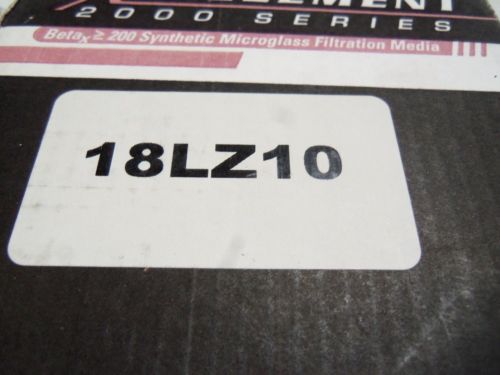 2000 SERIES
Betax ≥ 200 Synthetic Microglass Filtration Media
18LZ10